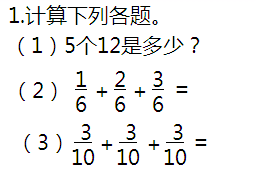 1.计算下列各题。
（1）5个12是多少？
（2）1/6 + 2/6 + 3/6 =
（3）3/10 + 3/10 + 3/10 =